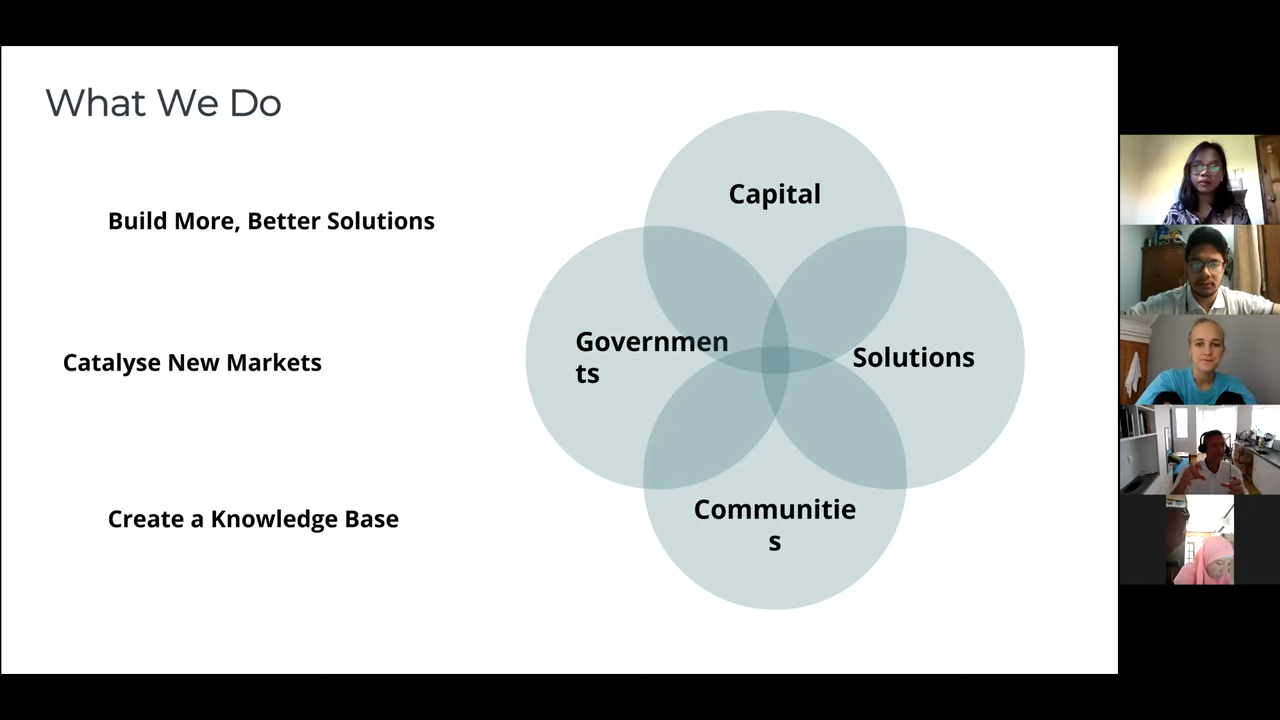 What We Do
Build More, Better Solutions
Catalyse New Markets
Create a Knowledge Base
Capital
Governmen
ts
Solutions
Communitie
s